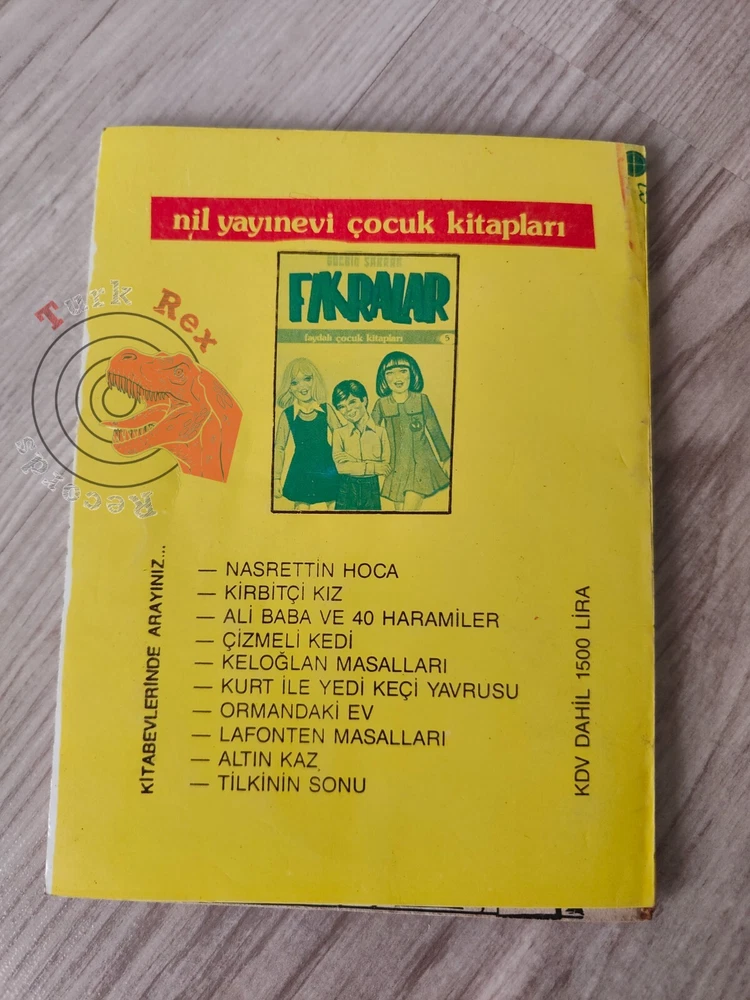 nil yayınevi çocuk kitapları
FIKRALAR
faydalı çocuk kitapları 5
Turk Rex
Records
KİTABEVLERİNDE ARAYINIZ...
— NASRETTİN HOCA
— KİRBİTÇİ KIZ
— ALİ BABA VE 40 HARAMİLER
— ÇİZMELİ KEDİ
— KELOĞLAN MASALLARI
— KURT İLE YEDİ KEÇİ YAVRUSU
— ORMANDAKİ EV
— LAFONTEN MASALLARI
— ALTIN KAZ
— TİLKİNİN SONU
KDV DAHİL 1500 LİRA